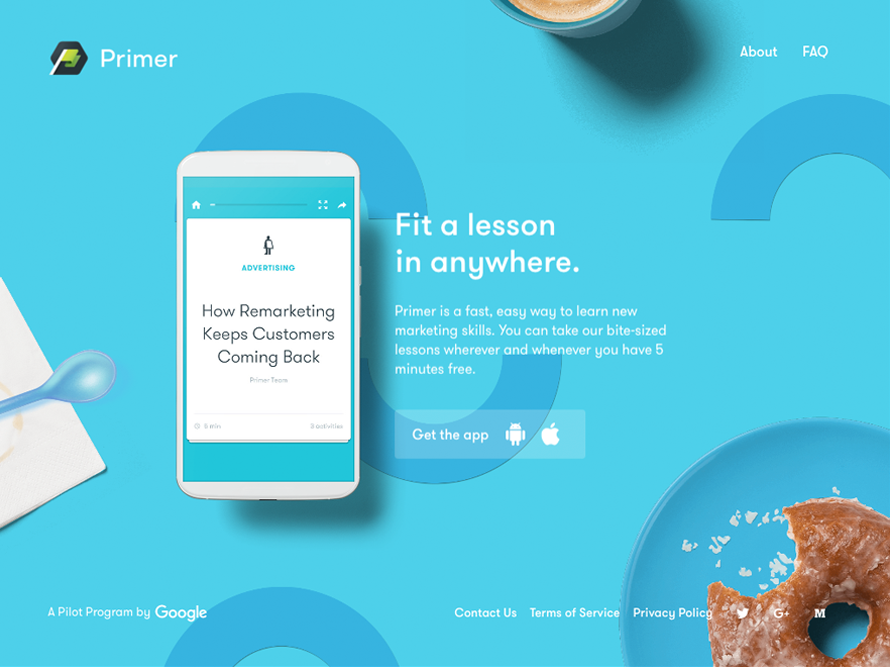 Primer
About
FAQ
ADVERTISING
How Remarketing
Keeps Customers
Coming Back
Primer Team
5 min
3 activities
Fit a lesson
in anywhere.
Primer is a fast, easy way to learn new
marketing skills. You can take our bite-sized
lessons wherever and whenever you have 5
minutes free.
Get the app
A Pilot Program by Google
Contact Us
Terms of Service
Privacy Policy
G+
M